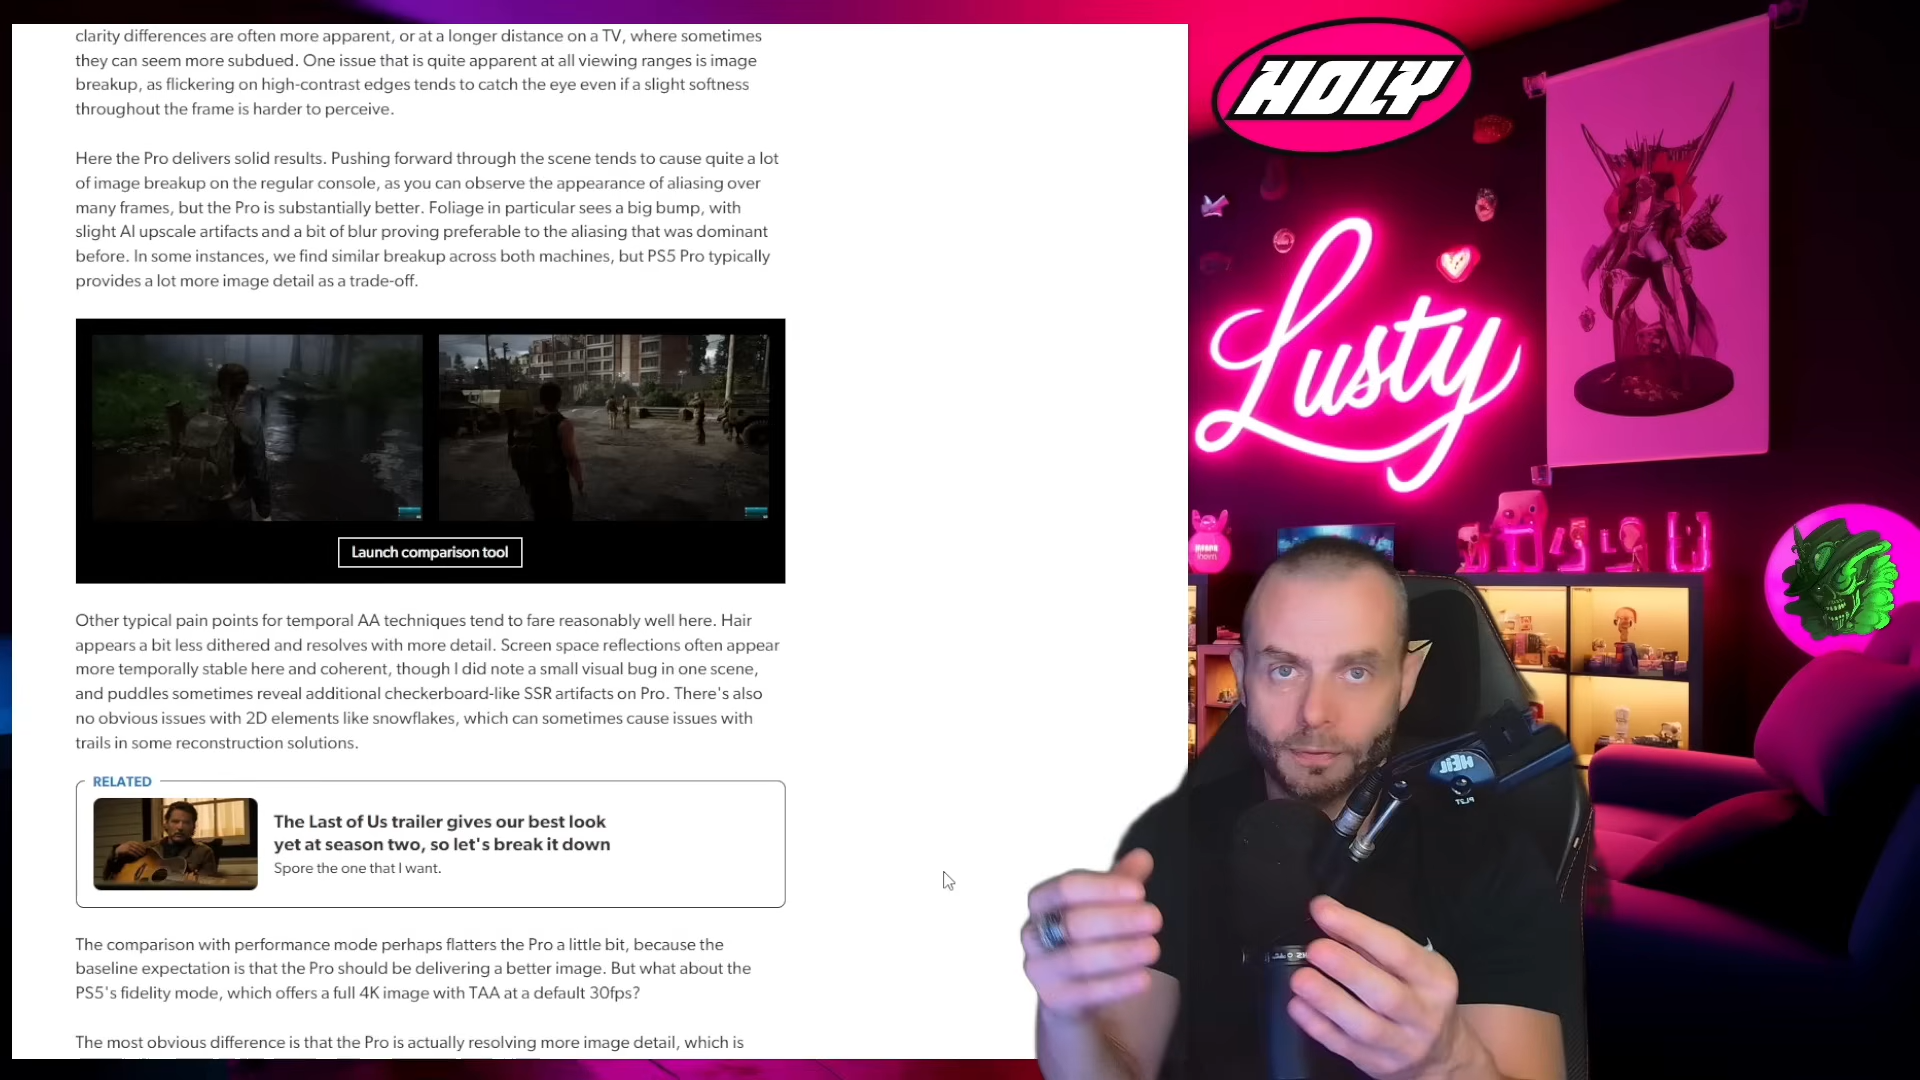 clarity differences are often more apparent, or at a longer distance on a TV, where sometimes
they can seem more subdued. One issue that is quite apparent at all viewing ranges is image
breakup, as flickering on high-contrast edges tends to catch the eye even if a slight softness
throughout the frame is harder to perceive.
Here the Pro delivers solid results. Pushing forward through the scene tends to cause quite a lot
of image breakup on the regular console, as you can observe the appearance of aliasing over
many frames, but the Pro is substantially better. Foliage in particular sees a big bump, with
slight AI upscale artifacts and a bit of blur proving preferable to the aliasing that was dominant
before. In some instances, we find similar breakup across both machines, but PS5 Pro typically
provides a lot more image detail as a trade-off.
Launch comparison tool
Other typical pain points for temporal AA techniques tend to fare reasonably well here. Hair
appears a bit less dithered and resolves with more detail. Screen space reflections often appear
more temporally stable here and coherent, though I did note a small visual bug in one scene,
and puddles sometimes reveal additional checkerboard-like SSR artifacts on Pro. There's also
no obvious issues with 2D elements like snowflakes, which can sometimes cause issues with
trails in some reconstruction solutions.
RELATED
The Last of Us trailer gives our best look
yet at season two, so let's break it down
Spore the one that I want.
The comparison with performance mode perhaps flatters the Pro a little bit, because the
baseline expectation is that the Pro should be delivering a better image. But what about the
PS5's fidelity mode, which offers a full 4K image with TAA at a default 30fps?
The most obvious difference is that the Pro is actually resolving more image detail, which is
HOLY
Lusty
HEIL
PL2T